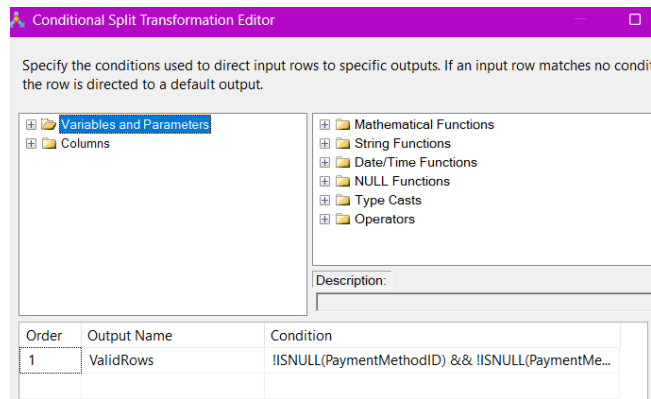 Conditional Split Transformation Editor
Specify the conditions used to direct input rows to specific outputs. If an input row matches no condi
the row is directed to a default output.
Variables and Parameters
Columns
Mathematical Functions
String Functions
Date/Time Functions
NULL Functions
Type Casts
Operators
Description:
Order Output Name Condition
1 ValidRows !ISNULL(PaymentMethodID) && !ISNULL(PaymentMe...